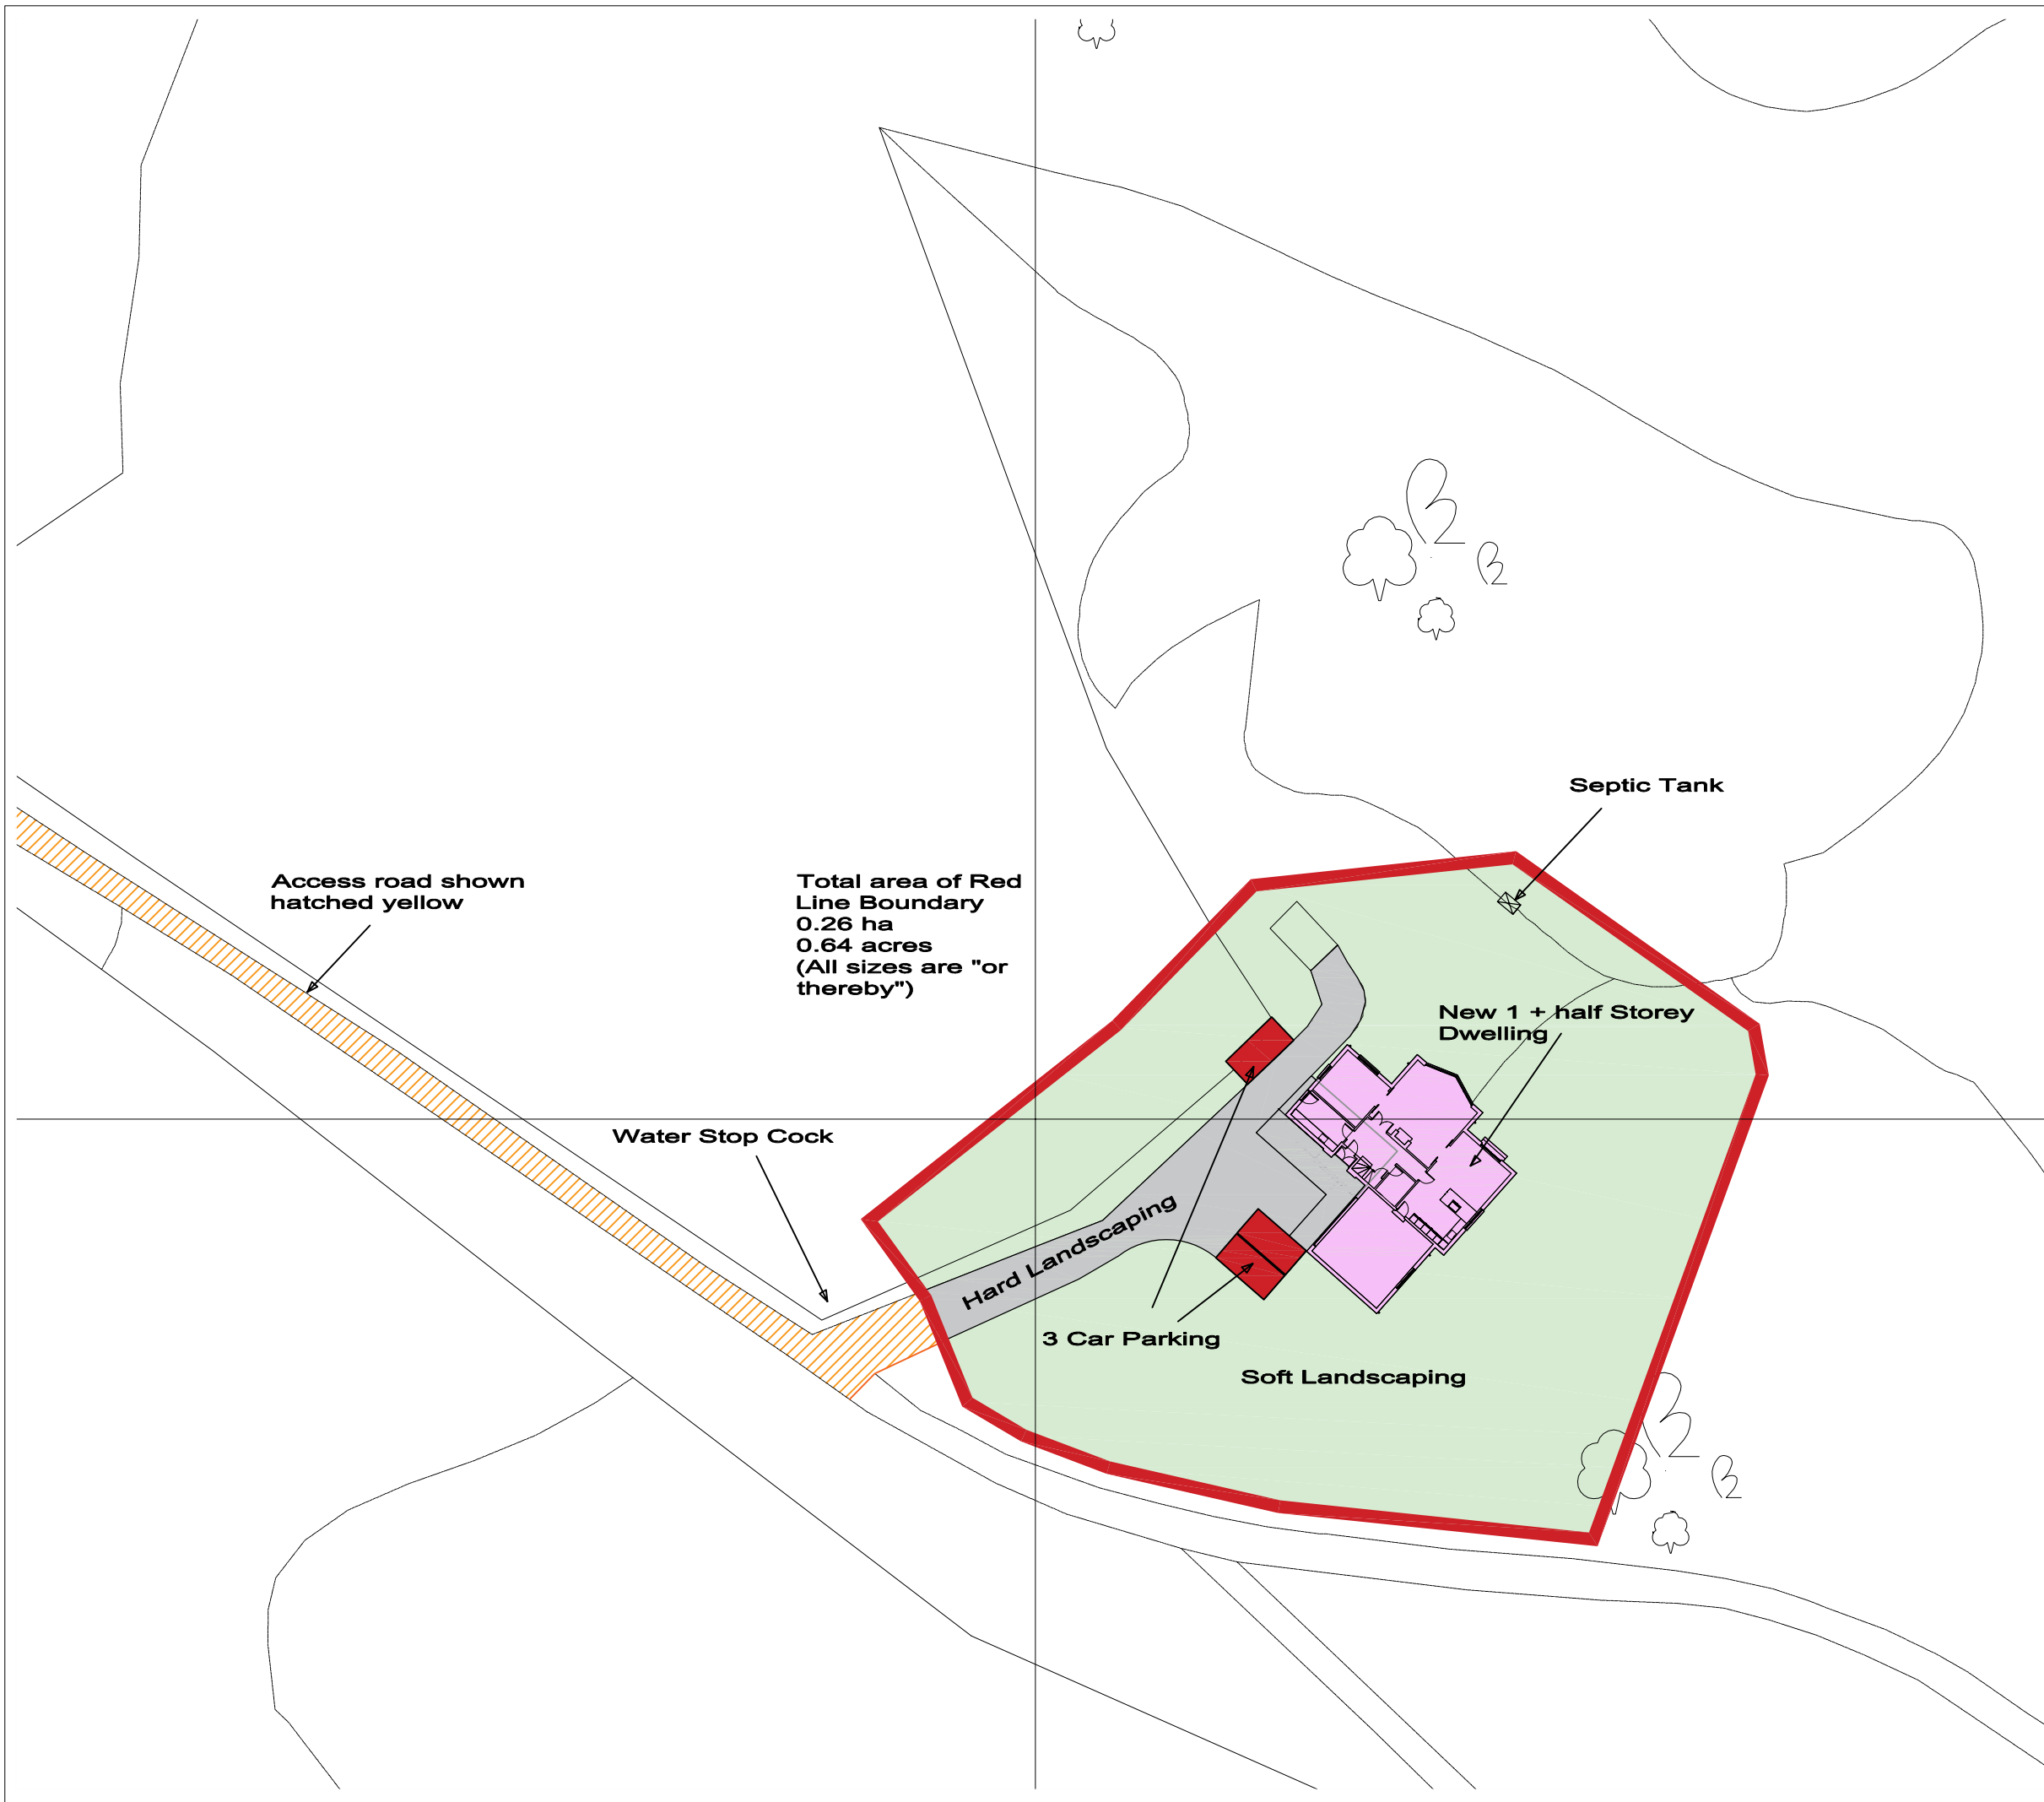 Septic Tank
Access road shown
hatched yellow
Total area of Red
Line Boundary
0.26 ha
0.64 acres
(All sizes are "or
thereby")
New 1 + half Storey
Dwelling
Water Stop Cock
Hard Landscaping
3 Car Parking
Soft Landscaping